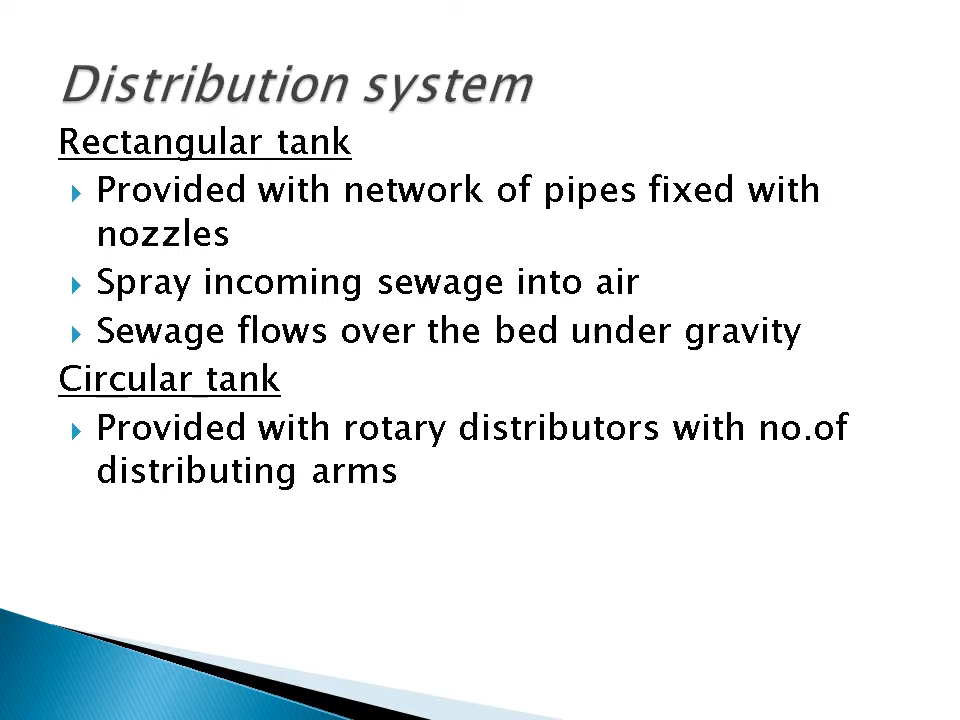 Distribution system
Rectangular tank
Provided with network of pipes fixed with
nozzles
Spray incoming sewage into air
Sewage flows over the bed under gravity
Circular tank
Provided with rotary distributors with no.of
distributing arms